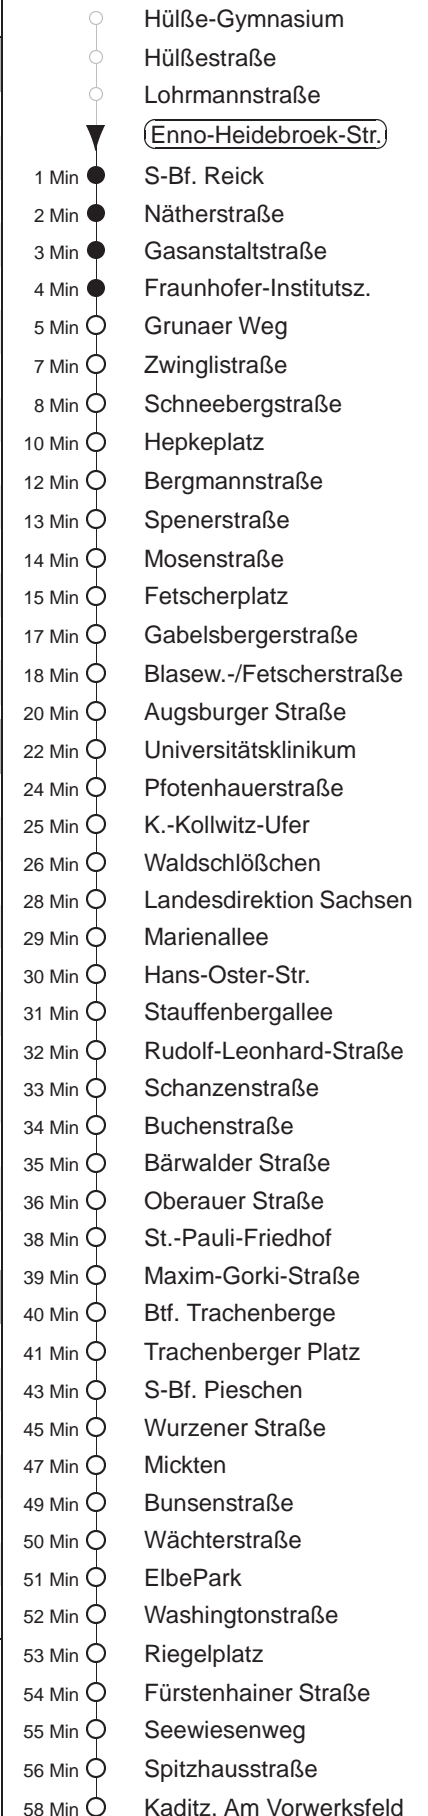 Hülße-Gymnasium
Hülßestraße
Lohrmannstraße
Enno-Heidebroek-Str.
1 Min S-Bf. Reick
2 Min Nätherstraße
3 Min Gasanstaltstraße
4 Min Fraunhofer-Institutsz.
5 Min Grunaer Weg
7 Min Zwinglistraße
8 Min Schneebergstraße
10 Min Hepkeplatz
12 Min Bergmannstraße
13 Min Spenerstraße
14 Min Mosenstraße
15 Min Fetscherplatz
17 Min Gabelsbergerstraße
18 Min Blasew.-/Fetscherstraße
20 Min Augsburger Straße
22 Min Universitätsklinikum
24 Min Pfotenhauerstraße
25 Min K.-Kollwitz-Ufer
26 Min Waldschlößchen
28 Min Landesdirektion Sachsen
29 Min Marienallee
30 Min Hans-Oster-Str.
31 Min Stauffenbergallee
32 Min Rudolf-Leonhard-Straße
33 Min Schanzenstraße
34 Min Buchenstraße
35 Min Bärwalder Straße
36 Min Oberauer Straße
38 Min St.-Pauli-Friedhof
39 Min Maxim-Gorki-Straße
40 Min Btf. Trachenberge
41 Min Trachenberger Platz
43 Min S-Bf. Pieschen
45 Min Wurzener Straße
47 Min Mickten
49 Min Bunsenstraße
50 Min Wächterstraße
51 Min ElbePark
52 Min Washingtonstraße
53 Min Riegelplatz
54 Min Fürstenhainer Straße
55 Min Seewiesenweg
56 Min Spitzhausstraße
58 Min Kaditz, Am Vorwerksfeld